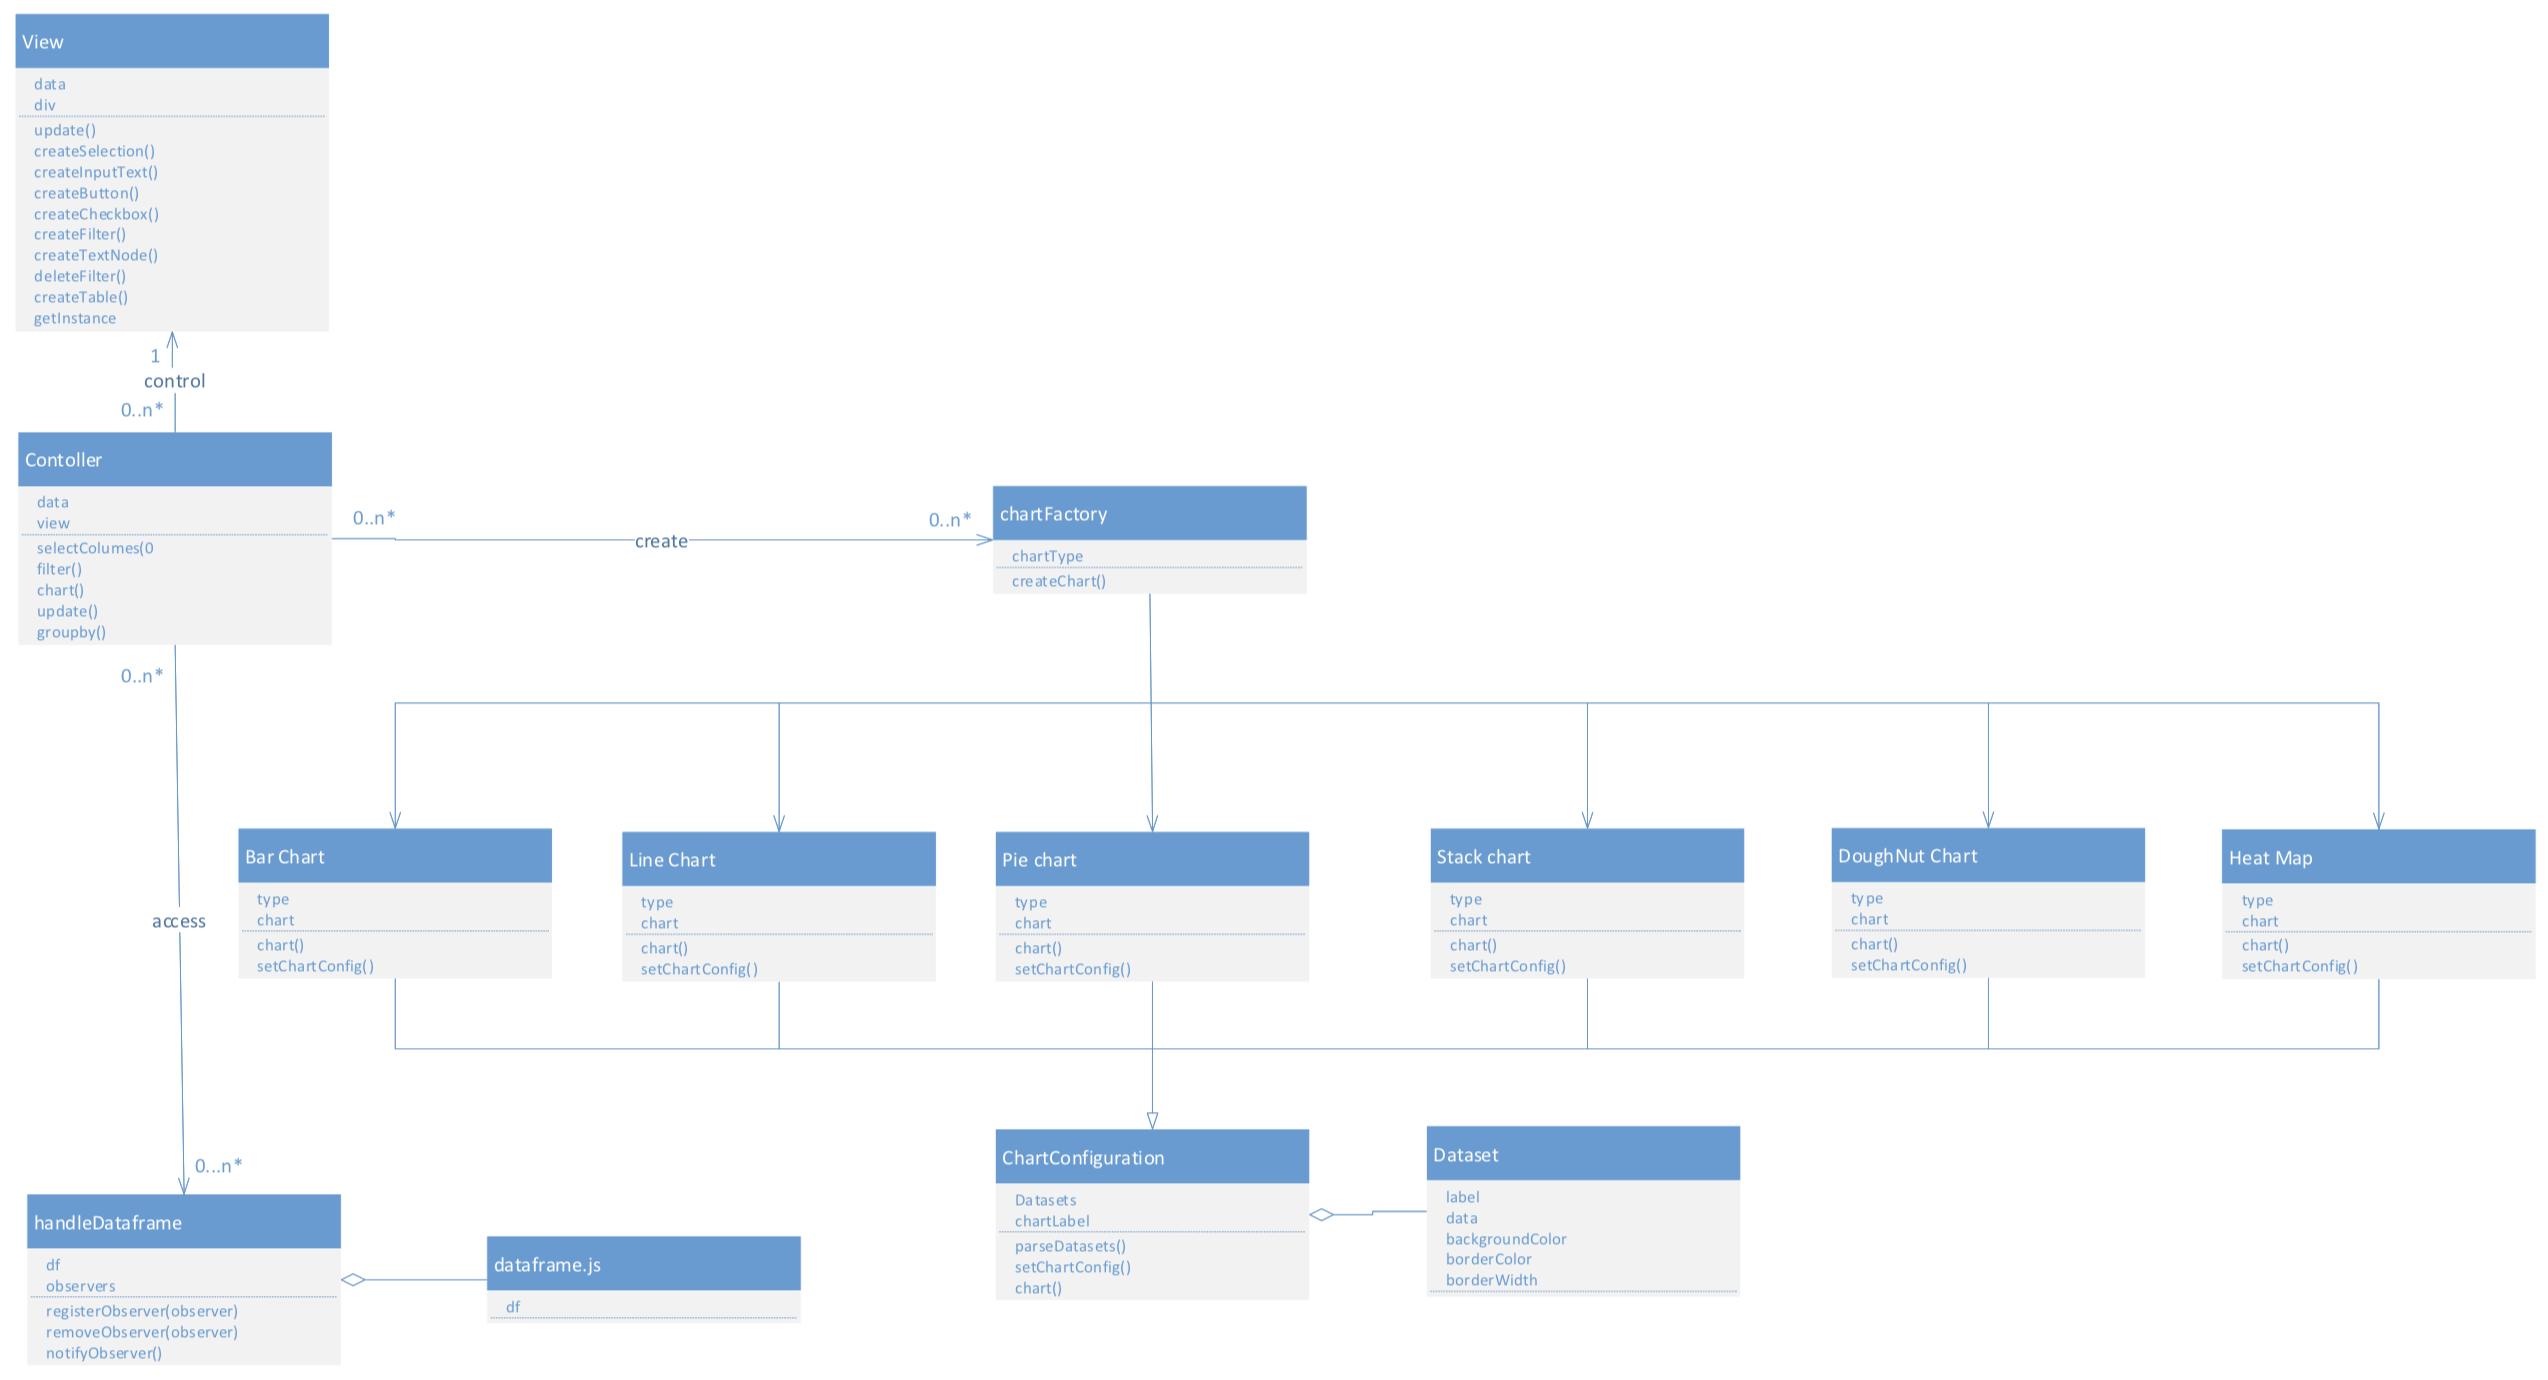 View
data
div
update()
createSelection()
createInputText()
createButton()
createCheckbox()
createFilter()
createTextNode()
deleteFilter()
createTable()
getInstance
1
control
0..n*
Contoller
data
view
selectColumes(0
filter()
chart()
update()
groupby()
0..n*
create
0..n*
chartFactory
chartType
createChart()
0..n*
access
0...n*
Bar Chart
type
chart
chart()
setChartConfig()
Line Chart
type
chart
chart()
setChartConfig()
Pie chart
type
chart
chart()
setChartConfig()
Stack chart
type
chart
chart()
setChartConfig()
DoughNut Chart
type
chart
chart()
setChartConfig()
Heat Map
type
chart
chart()
setChartConfig()
handleDataframe
df
observers
registerObserver(observer)
removeObserver(observer)
notifyObserver()
dataframe.js
df
ChartConfiguration
Datasets
chartLabel
parseDatasets()
setChartConfig()
chart()
Dataset
label
data
backgroundColor
borderColor
borderWidth